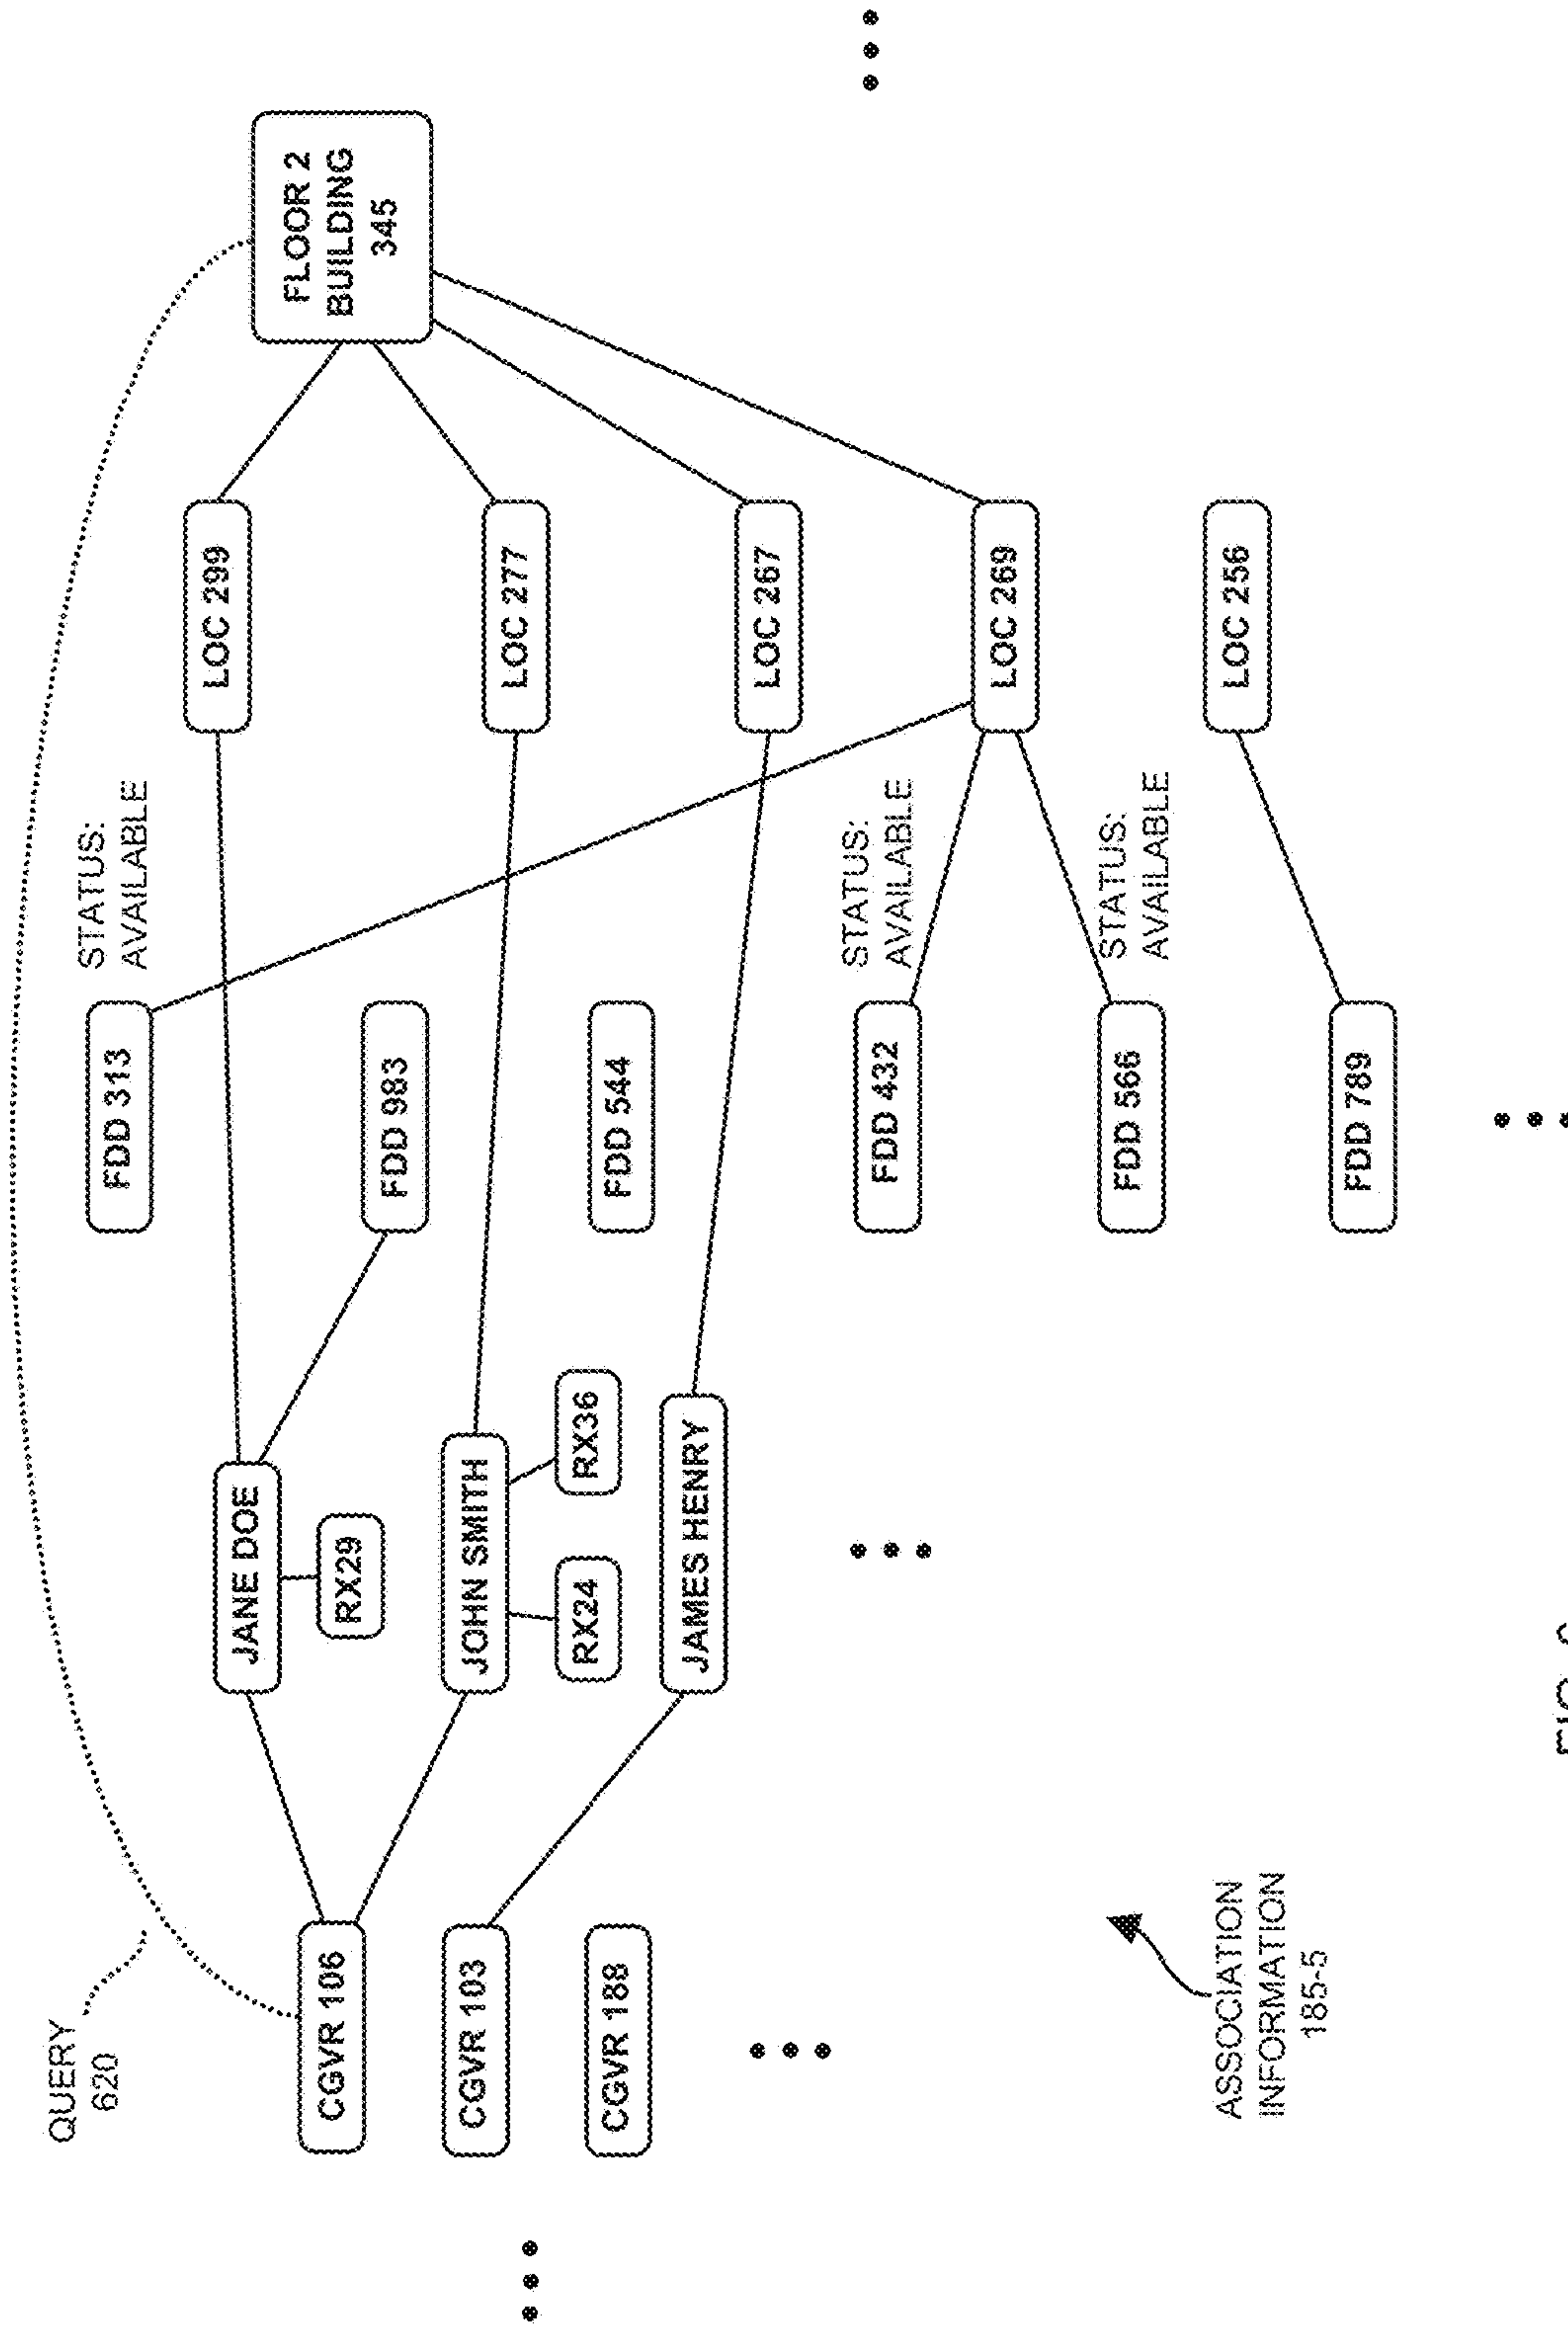 QUERY
620
CGVR 106
CGVR 103
CGVR 188
JANE DOE
RX29
JOHN SMITH
RX24
RX36
JAMES HENRY
FDD 313
STATUS:
AVAILABLE
FDD 983
FDD 544
FDD 432
STATUS:
AVAILABLE
FDD 566
STATUS:
AVAILABLE
FDD 789
LOC 299
LOC 277
LOC 267
LOC 269
LOC 256
FLOOR 2
BUILDING
345
ASSOCIATION
INFORMATION
185-5